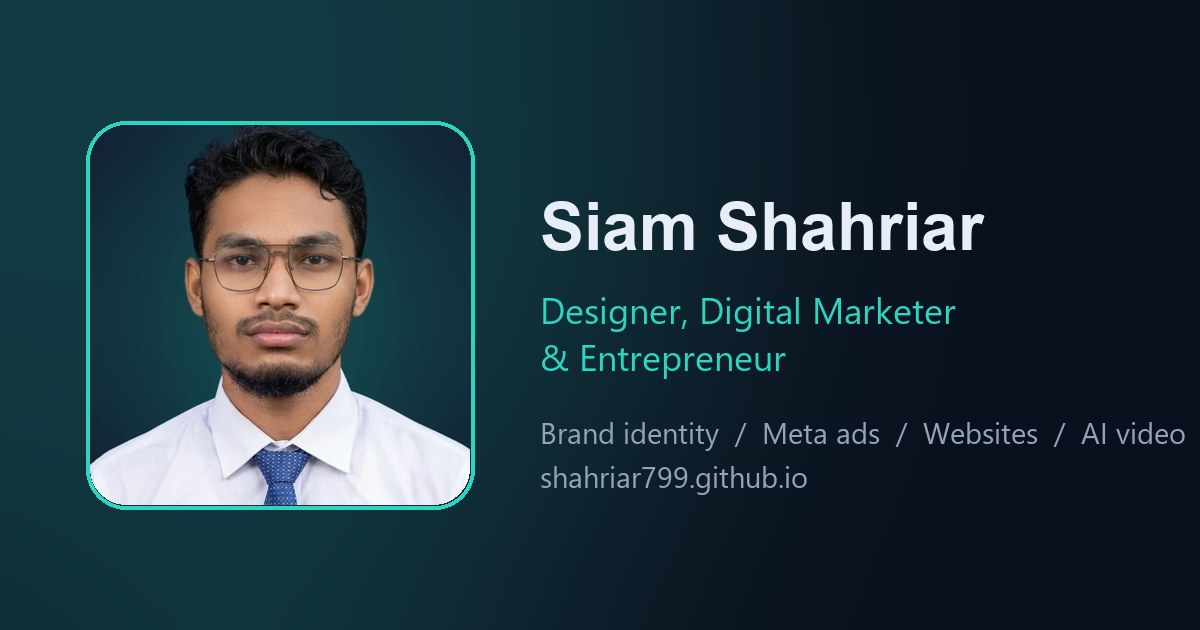 Siam Shahriar
Designer, Digital Marketer
& Entrepreneur
Brand identity / Meta ads / Websites / AI video
shahriar799.github.io